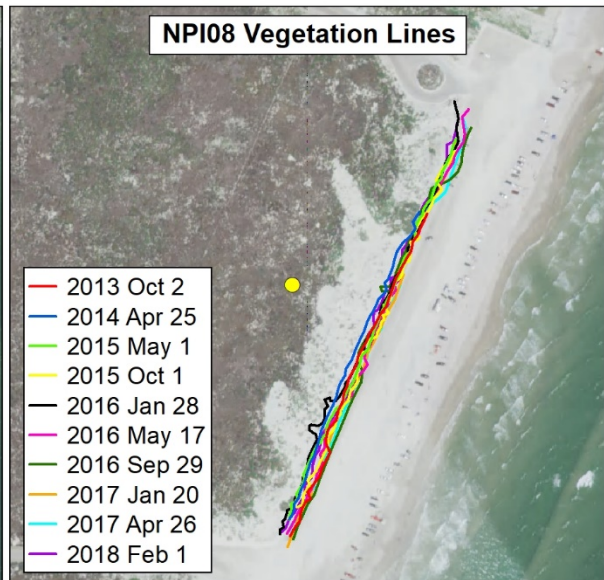 NPI08 Vegetation Lines
2013 Oct 2
2014 Apr 25
2015 May 1
2015 Oct 1
2016 Jan 28
2016 May 17
2016 Sep 29
2017 Jan 20
2017 Apr 26
2018 Feb 1